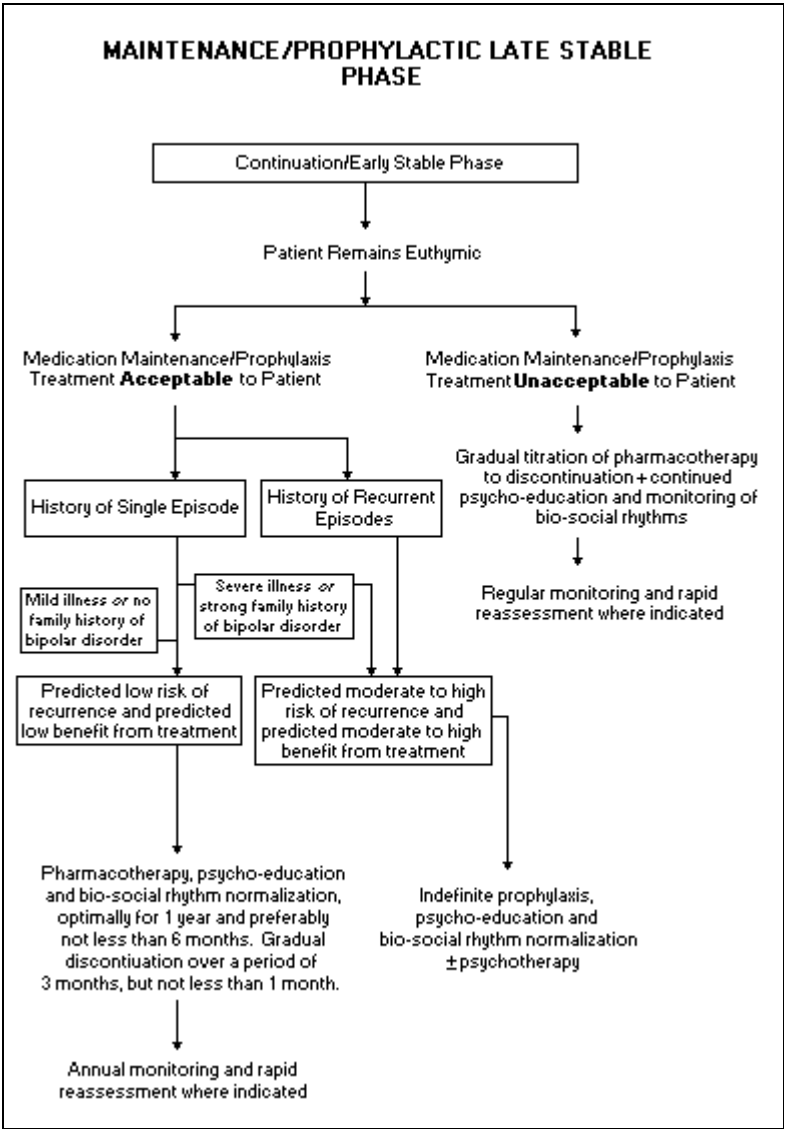 MAINTENANCE/PROPHYLACTIC LATE STABLE
PHASE
Continuation/Early Stable Phase
Patient Remains Euthymic
Medication Maintenance/Prophylaxis
Treatment Acceptable to Patient
Medication Maintenance/Prophylaxis
Treatment Unacceptable to Patient
Gradual titration of pharmacotherapy
to discontinuation + continued
psycho-education and monitoring of
bio-social rhythms
History of Single Episode
History of Recurrent
Episodes
Regular monitoring and rapid
reassessment where indicated
Mild illness or no
family history of
bipolar disorder
Severe illness or
strong family history
of bipolar disorder
Predicted low risk of
recurrence and predicted
low benefit from treatment
Predicted moderate to high
risk of recurrence and
predicted moderate to high
benefit from treatment
Pharmacotherapy, psycho-education
and bio-social rhythm normalization,
optimally for 1 year and preferably
not less than 6 months. Gradual
discontiuation over a period of
3 months, but not less than 1 month.
Indefinite prophylaxis,
psycho-education and
bio-social rhythm normalization
± psychotherapy
Annual monitoring and rapid
reassessment where indicated